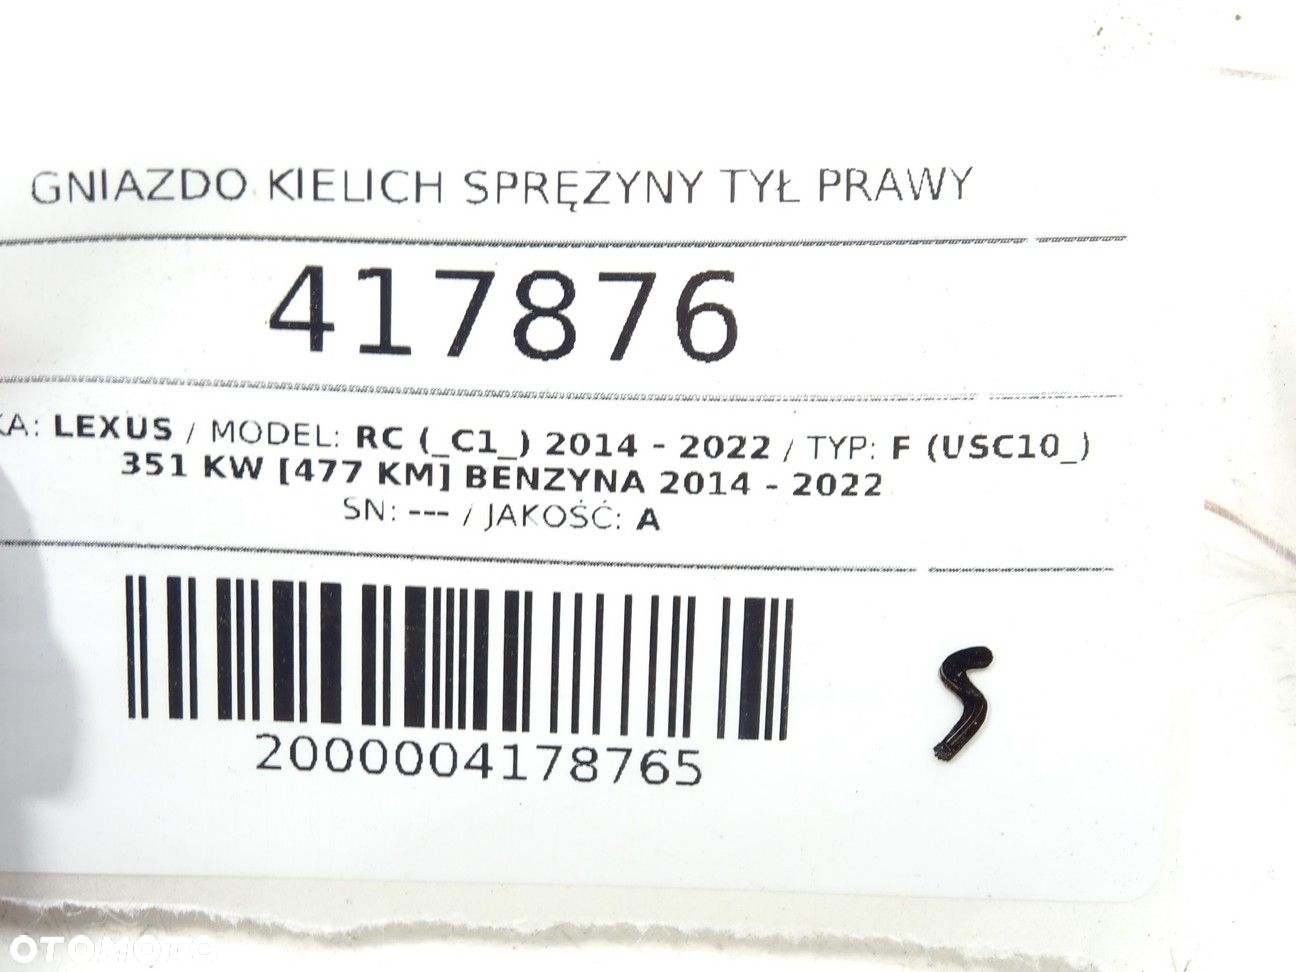 GNIAZDO KIELICH SPRĘŻYNY TYŁ PRAWY
417876
KA: LEXUS / MODEL: RC (_C1_) 2014 - 2022 / TYP: F (USC10_)
351 KW [477 KM] BENZYNA 2014 - 2022
SN: --- / JAKOŚĆ: A
2000004178765
S
OTOMOTO